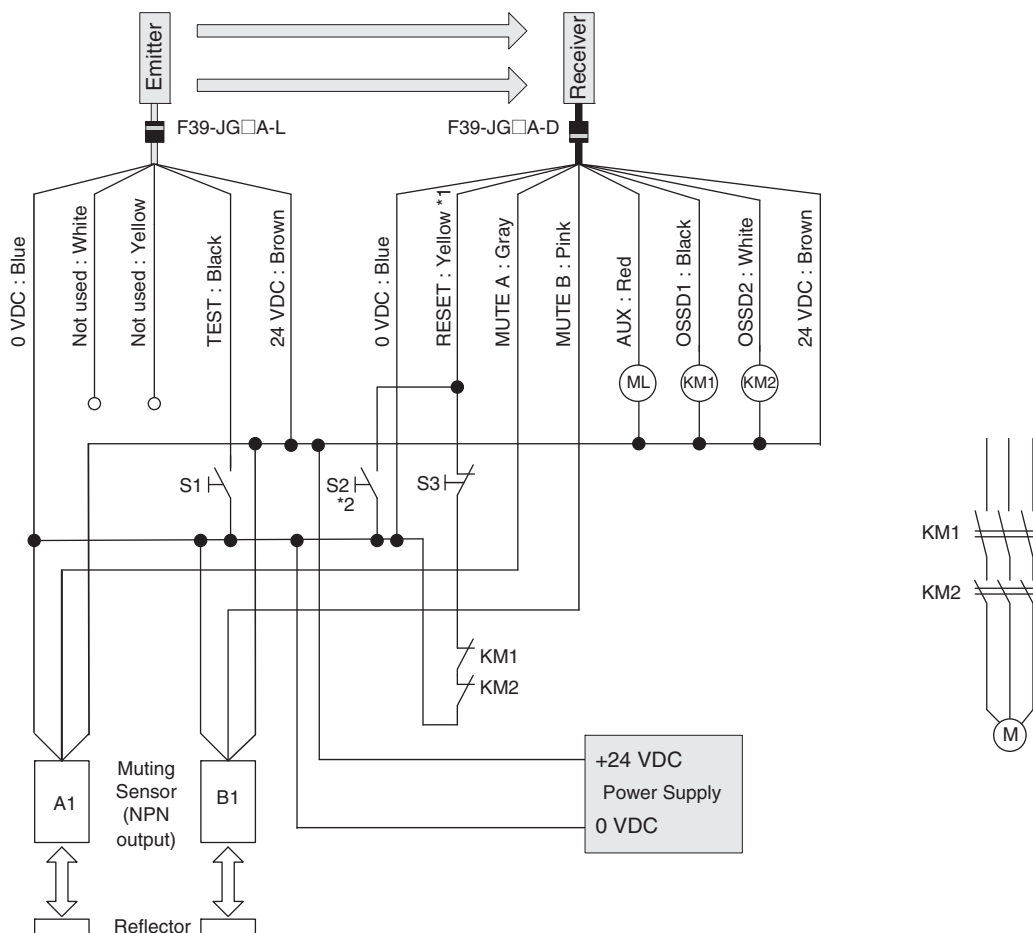 Emitter
Receiver
F39-JG□A-L
F39-JG□A-D
0 VDC : Blue
Not used : White
Not used : Yellow
TEST : Black
24 VDC : Brown
0 VDC : Blue
RESET : Yellow *1
MUTE A : Gray
MUTE B : Pink
AUX : Red
OSSD1 : Black
OSSD2 : White
24 VDC : Brown
ML
KM1
KM2
S1
S2
*2
S3
KM1
KM2
KM1
KM2
M
A1
Muting
Sensor
(NPN
output)
B1
+24 VDC
Power Supply
0 VDC
Reflector